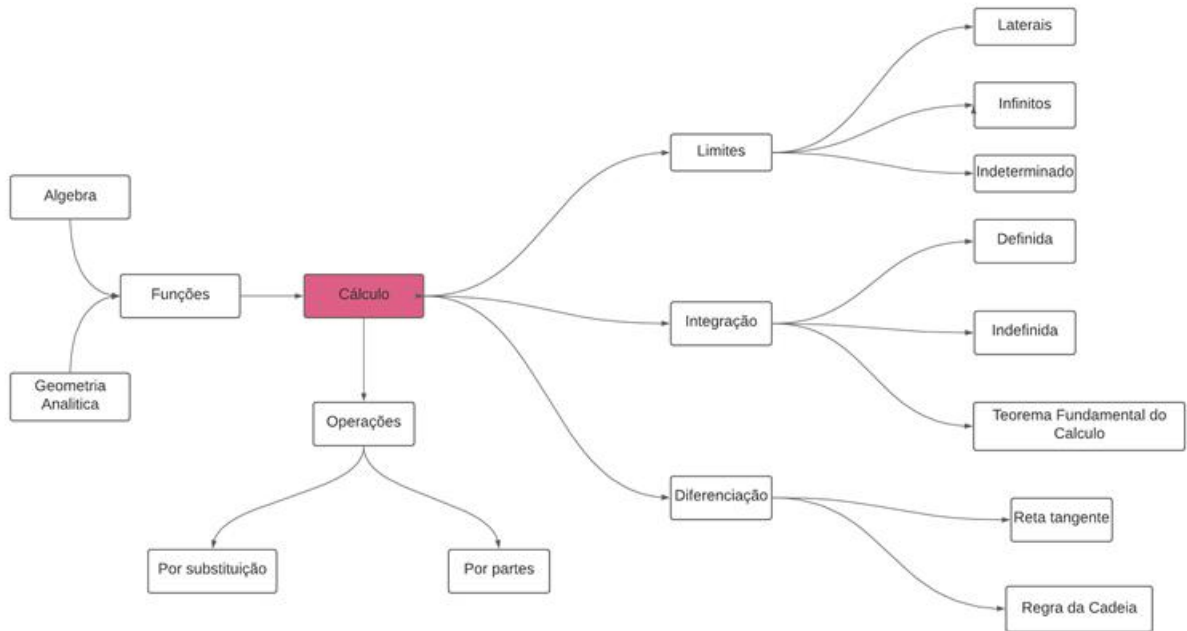 Laterais
Infinitos
Limites
Indeterminado
Algebra
Definida
Funções
Cálculo
Integração
Indefinida
Geometria
Analitica
Operações
Teorema Fundamental do
Calculo
Diferenciação
Reta tangente
Por substituição
Por partes
Regra da Cadeia